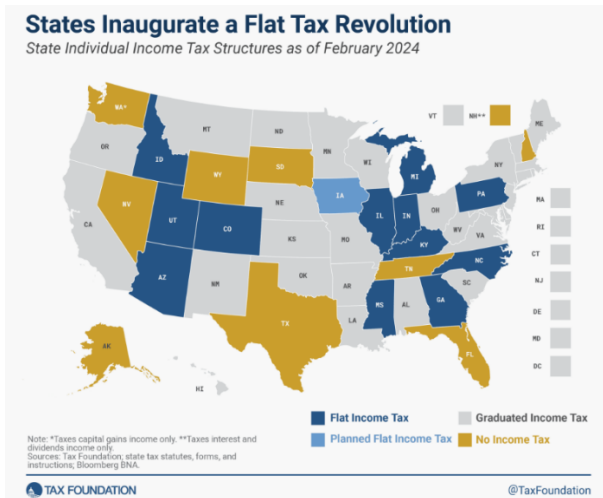 States Inaugurate a Flat Tax Revolution
State Individual Income Tax Structures as of February 2024
WA*
MT
ND
MN
VT
NH**
ME
OR
ID
WY
SD
WI
MI
NY
NV
NE
IA
PA
MA
CA
UT
CO
KS
MO
IL
IN
OH
WV
VA
RI
KY
CT
AZ
NM
OK
AR
TN
NC
SC
NJ
TX
LA
MS
AL
GA
DE
AK
FL
MD
HI
DC
Flat Income Tax
Graduated Income Tax
Planned Flat Income Tax
No Income Tax
Note: *Taxes capital gains income only. **Taxes interest and
dividends income only.
Sources: Tax Foundation; state tax statutes, forms, and
instructions; Bloomberg BNA.
TAX FOUNDATION
@TaxFoundation